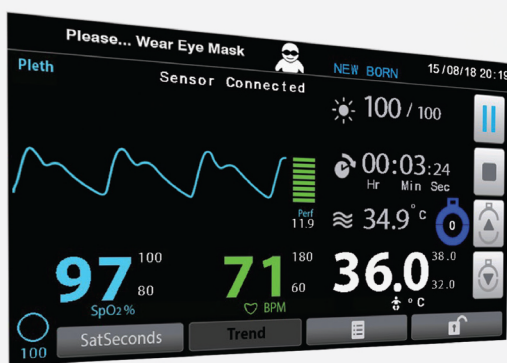 Please... Wear Eye Mask
NEW BORN
15/08/18 20:19
Pleth
Sensor Connected
100 / 100
00:03:24
Hr Min Sec
34.9 °C
0
Perf
11.9
97
100
80
SpO2 %
71
180
60
BPM
36.0
38.0
32.0
°C
100
SatSeconds
Trend